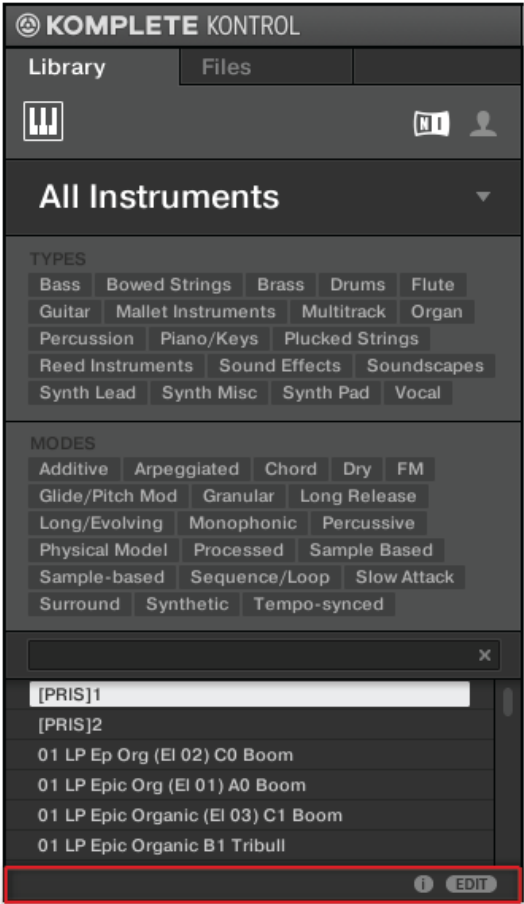 KOMPLETE KONTROL
Library Files
NI
All Instruments
TYPES
Bass Bowed Strings Brass Drums Flute
Guitar Mallet Instruments Multitrack Organ
Percussion Piano/Keys Plucked Strings
Reed Instruments Sound Effects Soundscapes
Synth Lead Synth Misc Synth Pad Vocal
MODES
Additive Arpeggiated Chord Dry FM
Glide/Pitch Mod Granular Long Release
Long/Evolving Monophonic Percussive
Physical Model Processed Sample Based
Sample-based Sequence/Loop Slow Attack
Surround Synthetic Tempo-synced
[PRIS]1
[PRIS]2
01 LP Ep Org (El 02) C0 Boom
01 LP Epic Org (El 01) A0 Boom
01 LP Epic Organic (El 03) C1 Boom
01 LP Epic Organic B1 Tribull
i EDIT